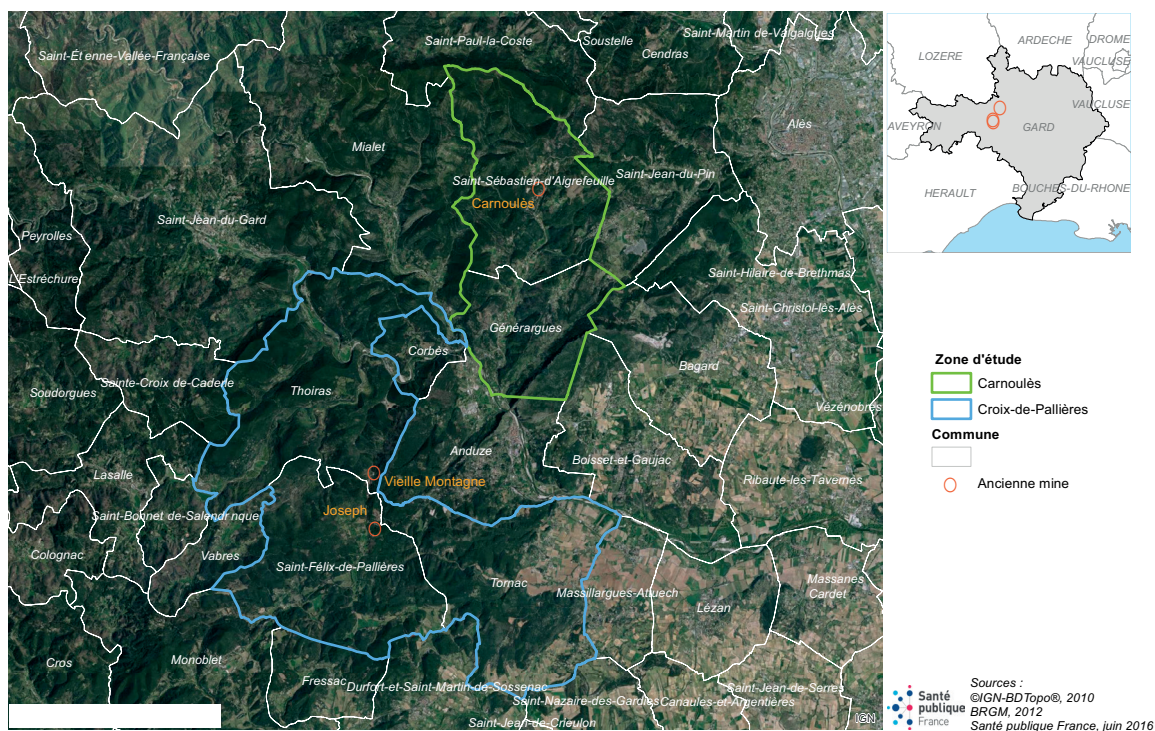 Saint-Ét enne-Vallée-Française
Saint-Paul-la-Coste
Soustelle
Cendras
Saint-Martin de-Valgalgues
Mialet
Alès
Saint-Sébastien-d'Aigrefeuille
Saint-Jean-du-Pin
Carnoulès
Saint-Jean-du-Gard
Peyrolles
L'Estréchure
Saint-Hilaire-de-Brethmas
Saint-Christol-lès-Alès
Générargues
Corbès
Bagard
Soudorgues
Sainte-Croix de-Caderle
Thoiras
Vézénobres
Anduze
Boisset-et-Gaujac
Lasalle
Vieille Montagne
Ribaute-les-Tavernes
Joseph
Saint-Bonnet de-Salendr nque
Colognac
Vabres
Saint-Félix-de-Pallières
Tornac
Massillargues-Atuech
Lézan
Massanes
Cardet
Cros
Monoblet
Fressac
Durfort-et-Saint-Martin-de-Sossenac
Saint-Nazaire-des-Gardies
Canaules-et-Argentières
Saint-Jean-de-Serres
Saint-Jean-de-Crieulon
IGN
ARDECHE
DROME
LOZERE
VAUCLUSE
VAUCLUSE
AVEYRON
GARD
HERAULT
BOUCHES-DU-RHONE
Zone d'étude
Carnoulès
Croix-de-Pallières
Commune
Ancienne mine
Santé
publique
France
Sources :
©IGN-BDTopo®, 2010
BRGM, 2012
Santé publique France, juin 2016